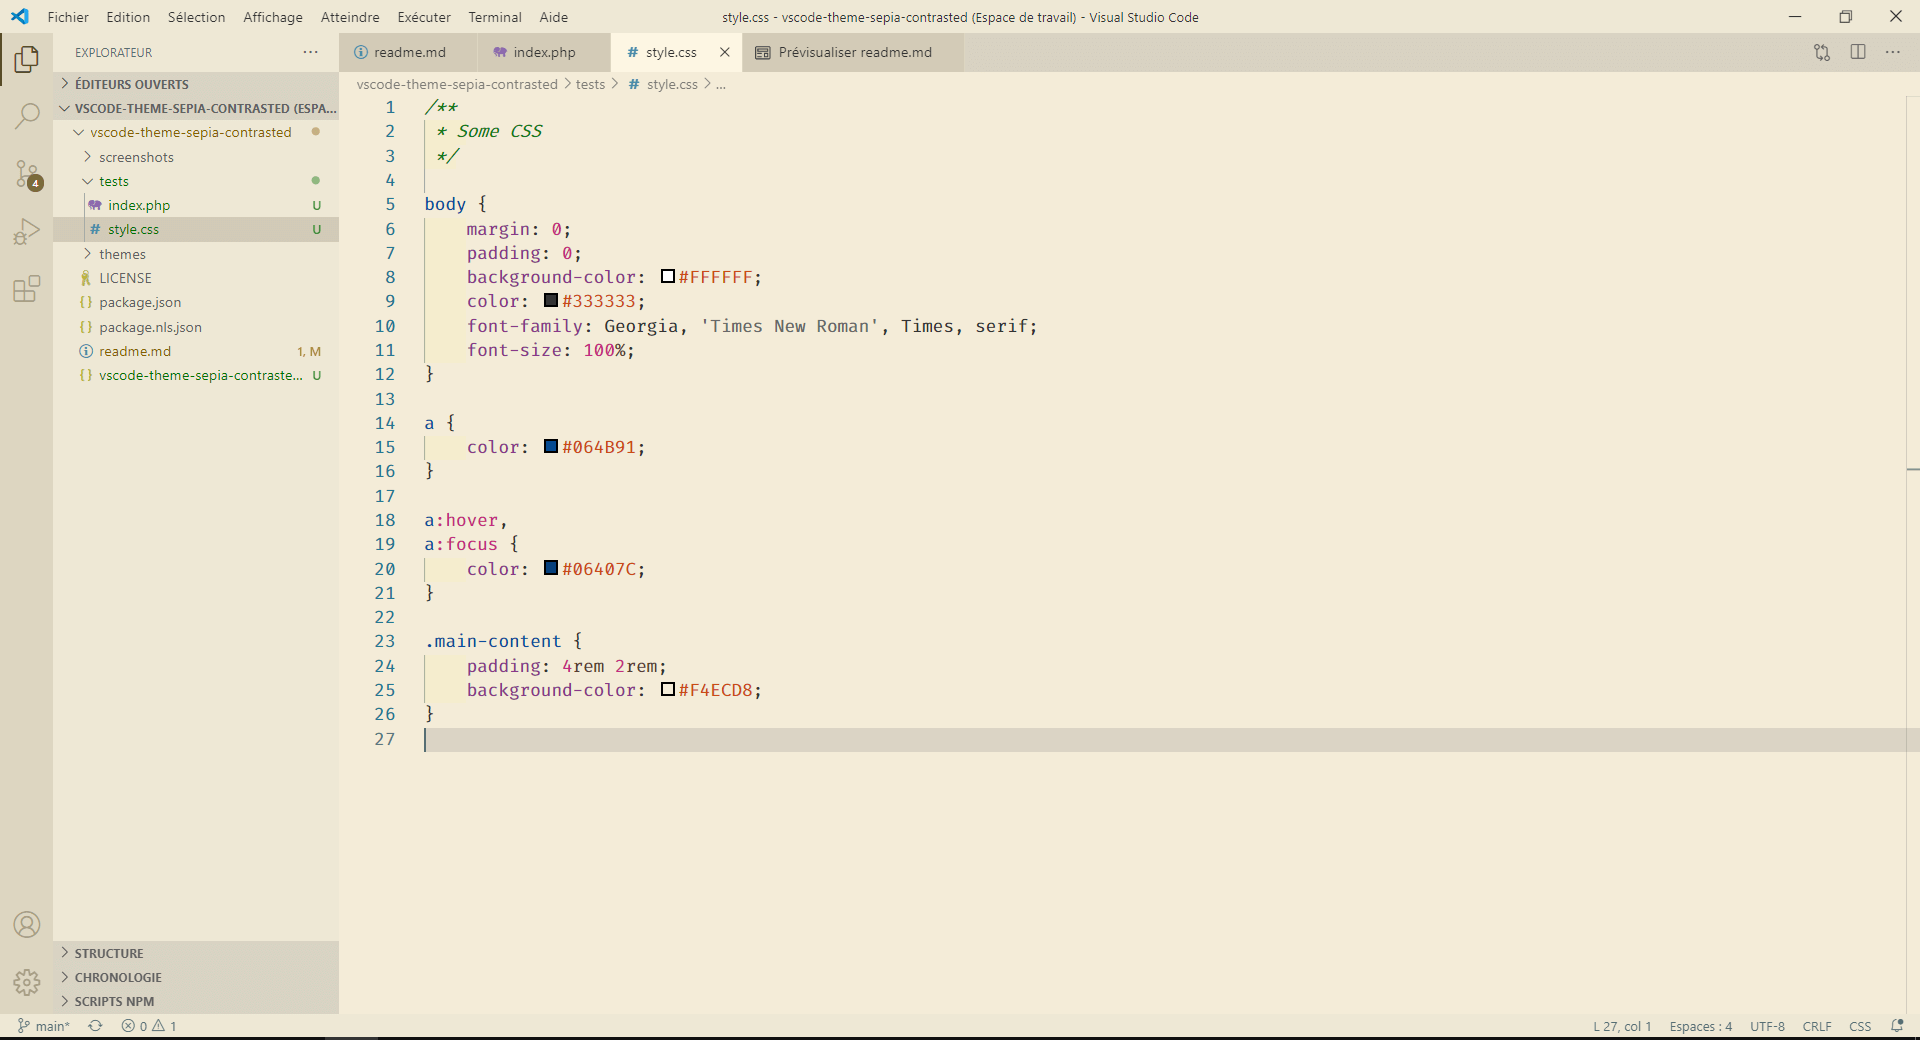 Fichier Edition Sélection Affichage Atteindre Exécuter Terminal Aide
style.css - vscode-theme-sepia-contrasted (Espace de travail) - Visual Studio Code
EXPLORATEUR
readme.md
index.php
# style.css
Prévisualiser readme.md
ÉDITEURS OUVERTS
VSCODE-THEME-SEPIA-CONTRASTED (ESPA...
vscode-theme-sepia-contrasted
screenshots
tests
index.php U
# style.css U
themes
LICENSE
{} package.json
{} package.nls.json
readme.md 1, M
{} vscode-theme-sepia-contraste... U
4
STRUCTURE
CHRONOLOGIE
SCRIPTS NPM
vscode-theme-sepia-contrasted > tests > # style.css > ...
1 /**
2  * Some CSS
3  */
4
5 body {
6     margin: 0;
7     padding: 0;
8     background-color: #FFFFFF;
9     color: #333333;
10     font-family: Georgia, 'Times New Roman', Times, serif;
11     font-size: 100%;
12 }
13
14 a {
15     color: #064B91;
16 }
17
18 a:hover,
19 a:focus {
20     color: #06407C;
21 }
22
23 .main-content {
24     padding: 4rem 2rem;
25     background-color: #F4ECD8;
26 }
27
main* 0 1
L 27, col 1 Espaces : 4 UTF-8 CRLF CSS